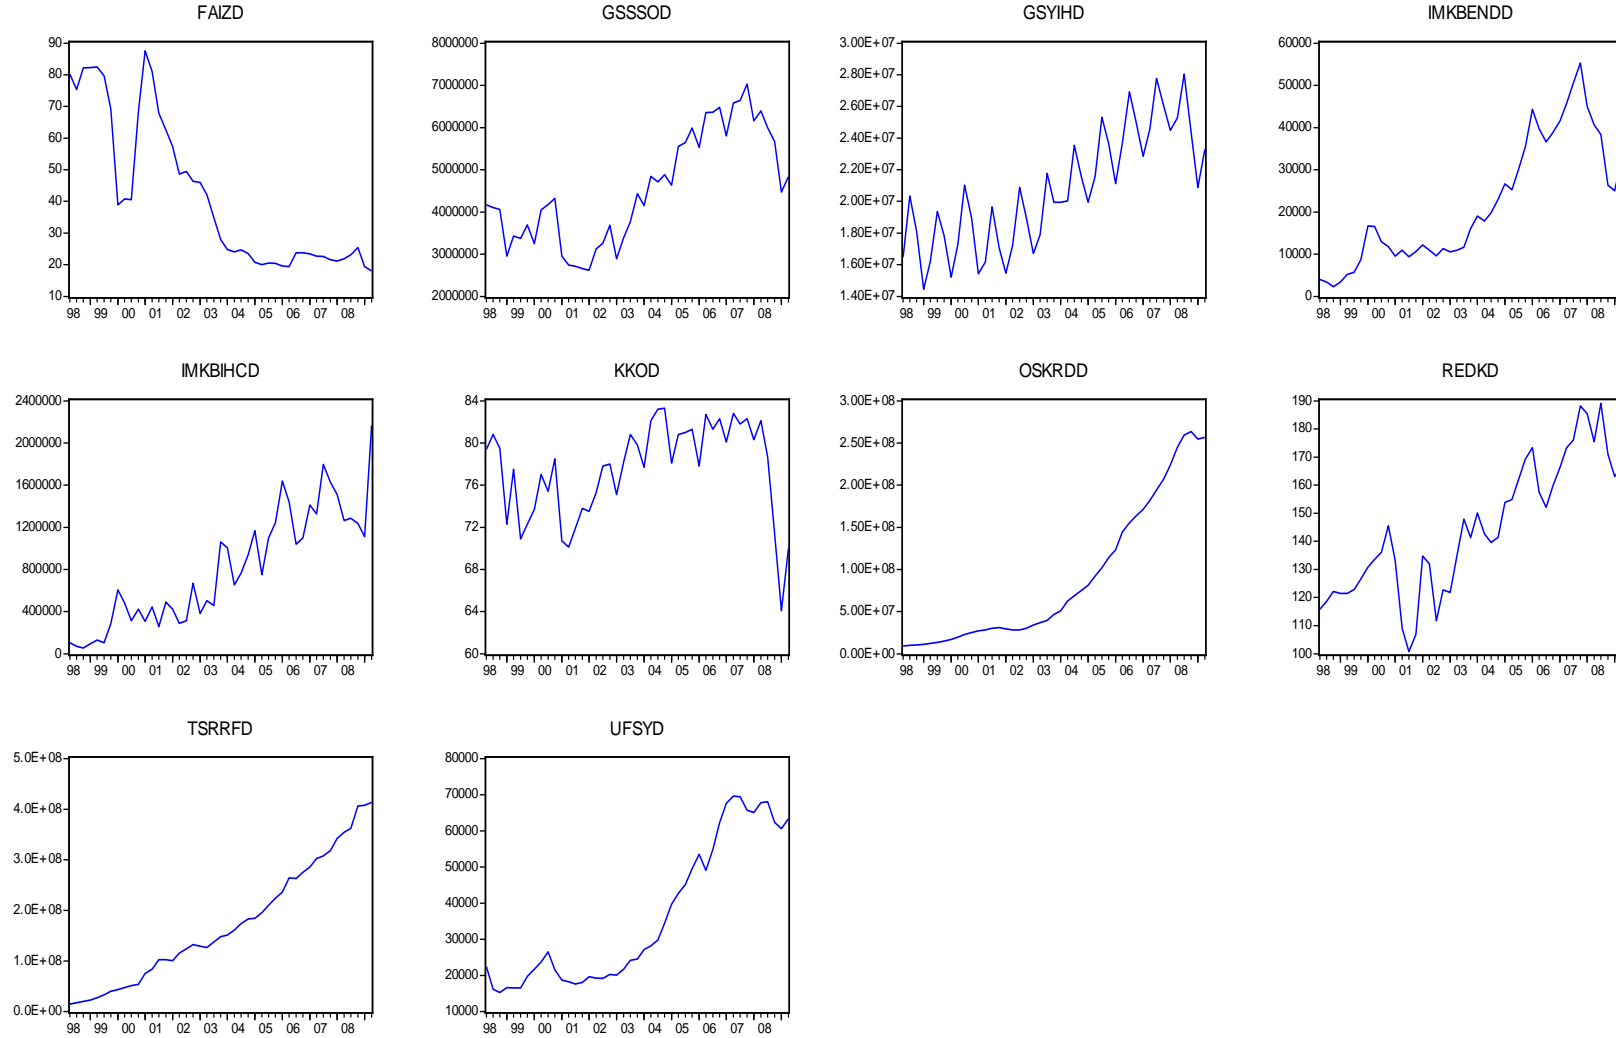 FAIZD GSSSOD GSYIHD IMKBENDD
90 8000000 3.00E+07 60000
80 7000000 2.80E+07 50000
70 6000000 2.60E+07 40000
60 5000000 2.40E+07 30000
50 4000000 2.20E+07 20000
40 3000000 2.00E+07 10000
30 2000000 1.80E+07 0
20 1.60E+07
10 1.40E+07
98 99 00 01 02 03 04 05 06 07 08 98 99 00 01 02 03 04 05 06 07 08 98 99 00 01 02 03 04 05 06 07 08 98 99 00 01 02 03 04 05 06 07 08
IMKBIHCD KKOD OSKRDD REDKD
2400000 84 3.00E+08 190
2000000 80 2.50E+08 180
1600000 76 2.00E+08 170
1200000 72 1.50E+08 160
800000 68 1.00E+08 150
400000 64 5.00E+07 140
0 60 0.00E+00 130
120
110
100
98 99 00 01 02 03 04 05 06 07 08 98 99 00 01 02 03 04 05 06 07 08 98 99 00 01 02 03 04 05 06 07 08 98 99 00 01 02 03 04 05 06 07 08
TSRRFD UFSYD
5.0E+08 80000
4.0E+08 70000
3.0E+08 60000
2.0E+08 50000
1.0E+08 40000
0.0E+00 30000
20000
10000
98 99 00 01 02 03 04 05 06 07 08 98 99 00 01 02 03 04 05 06 07 08